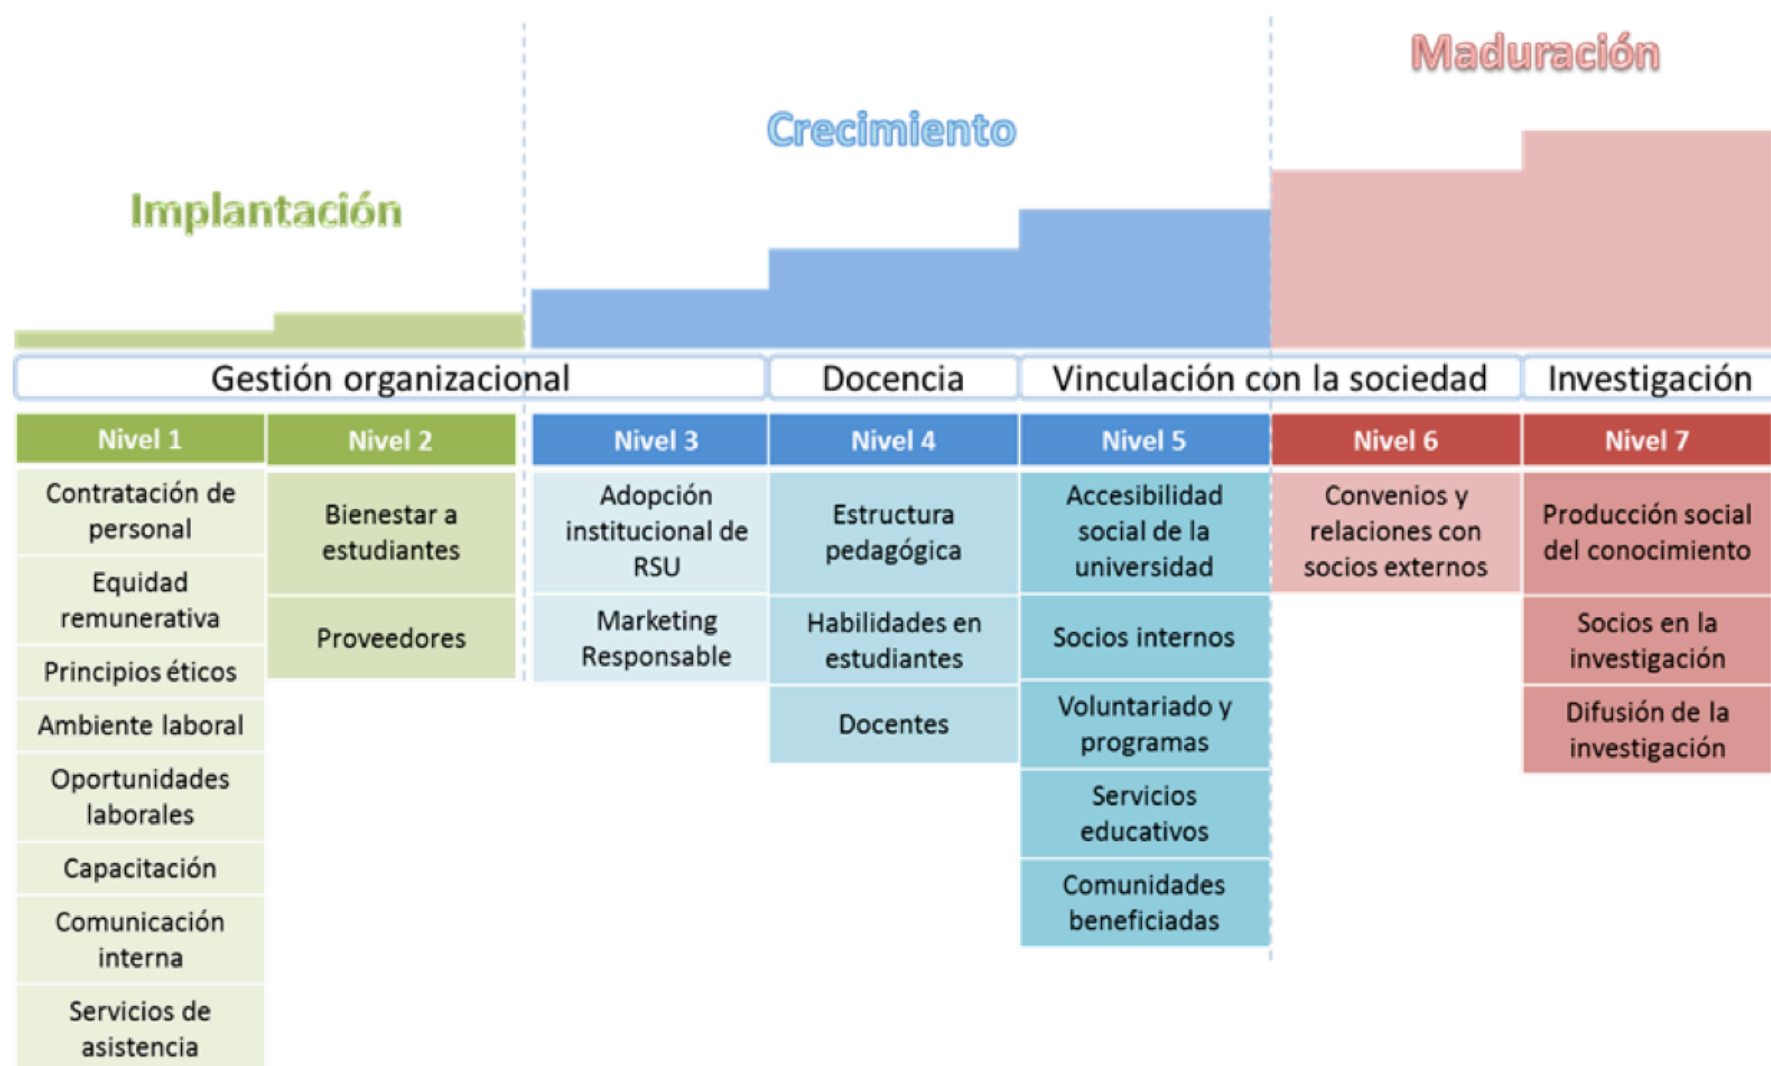 Maduración
Crecimiento
Implantación
Gestión organizacional
Docencia
Vinculación con la sociedad
Investigación
Nivel 1
Nivel 2
Nivel 3
Nivel 4
Nivel 5
Nivel 6
Nivel 7
Contratación de
personal
Equidad
remunerativa
Principios éticos
Ambiente laboral
Oportunidades
laborales
Capacitación
Comunicación
interna
Servicios de
asistencia
Bienestar a
estudiantes
Proveedores
Adopción
institucional de
RSU
Marketing
Responsable
Estructura
pedagógica
Habilidades en
estudiantes
Docentes
Accesibilidad
social de la
universidad
Socios internos
Voluntariado y
programas
Servicios
educativos
Comunidades
beneficiadas
Convenios y
relaciones con
socios externos
Producción social
del conocimiento
Socios en la
investigación
Difusión de la
investigación